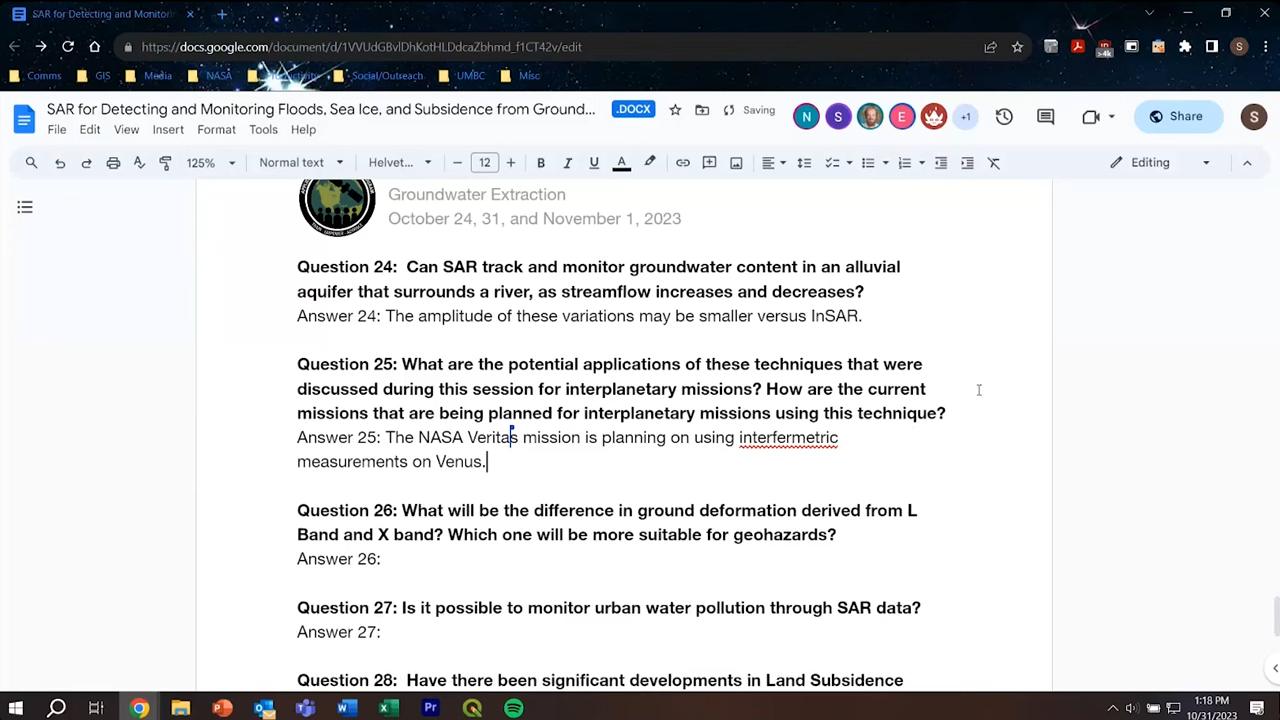 SAR for Detecting and Monitor
https://docs.google.com/document/d/1VVUdGBvlDhKotHLDdcaZbhmd_f1CT42v/edit
>4k
S
Comms GIS Media NASA Social/Outreach UMBC Misc
SAR for Detecting and Monitoring Floods, Sea Ice, and Subsidence from Ground... .DOCX Saving
N S E +1 Share S
File Edit View Insert Format Tools Help
125% Normal text Helvet... 12 B I U A Editing
Groundwater Extraction
October 24, 31, and November 1, 2023
Question 24: Can SAR track and monitor groundwater content in an alluvial
aquifer that surrounds a river, as streamflow increases and decreases?
Answer 24: The amplitude of these variations may be smaller versus InSAR.
Question 25: What are the potential applications of these techniques that were
discussed during this session for interplanetary missions? How are the current
missions that are being planned for interplanetary missions using this technique?
Answer 25: The NASA Veritas mission is planning on using interfermetric
measurements on Venus.
Question 26: What will be the difference in ground deformation derived from L
Band and X band? Which one will be more suitable for geohazards?
Answer 26:
Question 27: Is it possible to monitor urban water pollution through SAR data?
Answer 27:
Question 28: Have there been significant developments in Land Subsidence
1:18 PM
10/31/2023